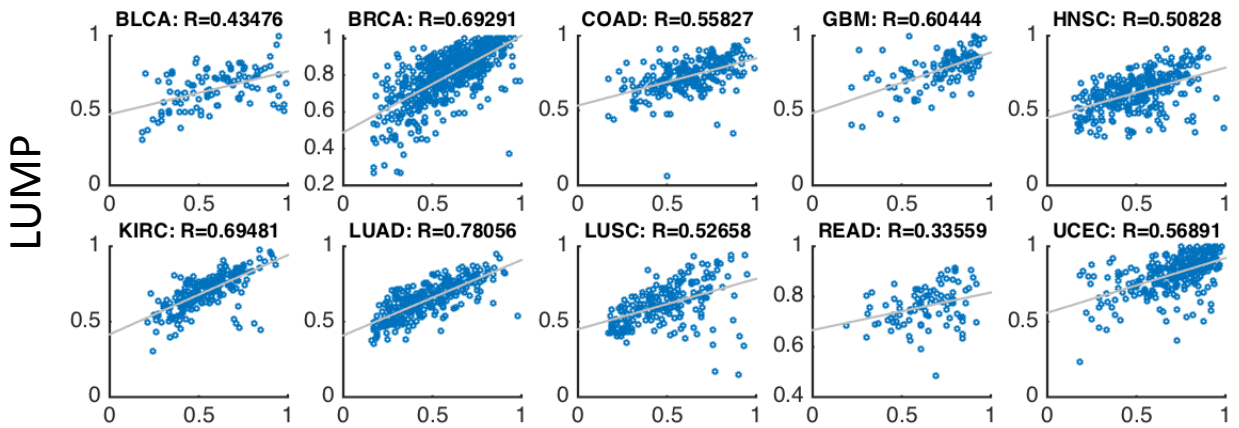 BLCA: R=0.43476 BRCA: R=0.69291 COAD: R=0.55827 GBM: R=0.60444 HNSC: R=0.50828
1 1 1 1 1
0.8
0.5 0.6 0.5 0.5 0.5
0.4
0 0.2 0 0 0
0 0.5 1 0 0.5 1 0 0.5 1 0 0.5 1 0 0.5 1
LUMP
KIRC: R=0.69481 LUAD: R=0.78056 LUSC: R=0.52658 READ: R=0.33559 UCEC: R=0.56891
1 1 1 1 1
0.8
0.5 0.5 0.5 0.5
0.6
0 0 0 0.4 0
0 0.5 1 0 0.5 1 0 0.5 1 0 0.5 1 0 0.5 1